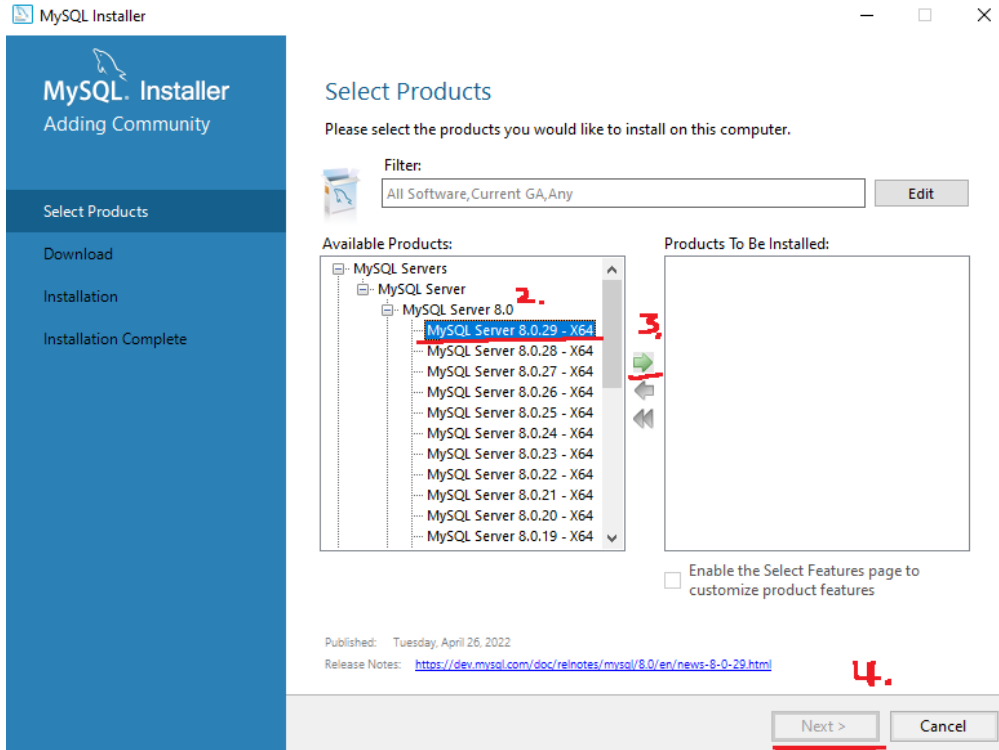 MySQL Installer
MySQL. Installer
Adding Community
Select Products
Download
Installation
Installation Complete
Select Products
Please select the products you would like to install on this computer.
Filter:
All Software,Current GA,Any
Edit
Available Products:
MySQL Servers
MySQL Server
2.
MySQL Server 8.0
MySQL Server 8.0.29 - X64
MySQL Server 8.0.28 - X64
MySQL Server 8.0.27 - X64
MySQL Server 8.0.26 - X64
MySQL Server 8.0.25 - X64
MySQL Server 8.0.24 - X64
MySQL Server 8.0.23 - X64
MySQL Server 8.0.22 - X64
MySQL Server 8.0.21 - X64
MySQL Server 8.0.20 - X64
MySQL Server 8.0.19 - X64
3,
Products To Be Installed:
Enable the Select Features page to
customize product features
Published: Tuesday, April 26, 2022
Release Notes: https://dev.mysql.com/doc/relnotes/mysql/8.0/en/news-8-0-29.html
4.
Next >
Cancel